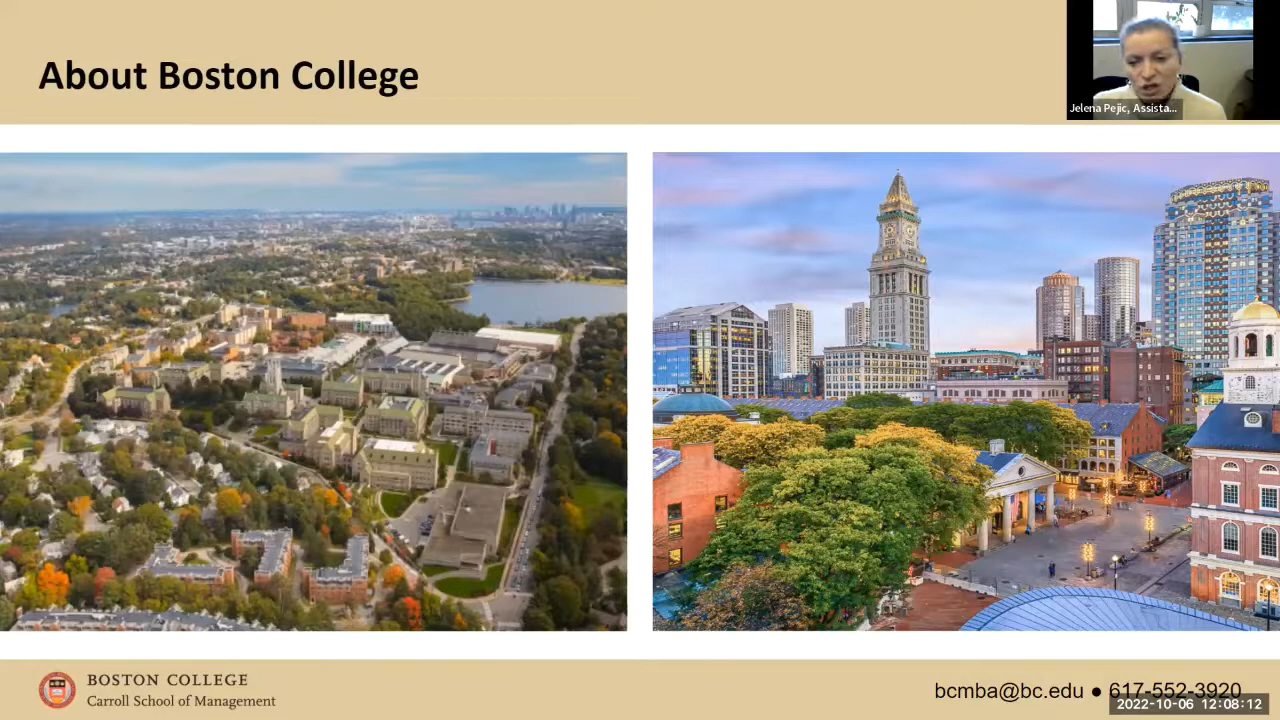 About Boston College
Jelena Pejic, Assista...
BOSTON COLLEGE
Carroll School of Management
bcmba@bc.edu ● 617-552-3920
2022-10-06 12:08:12